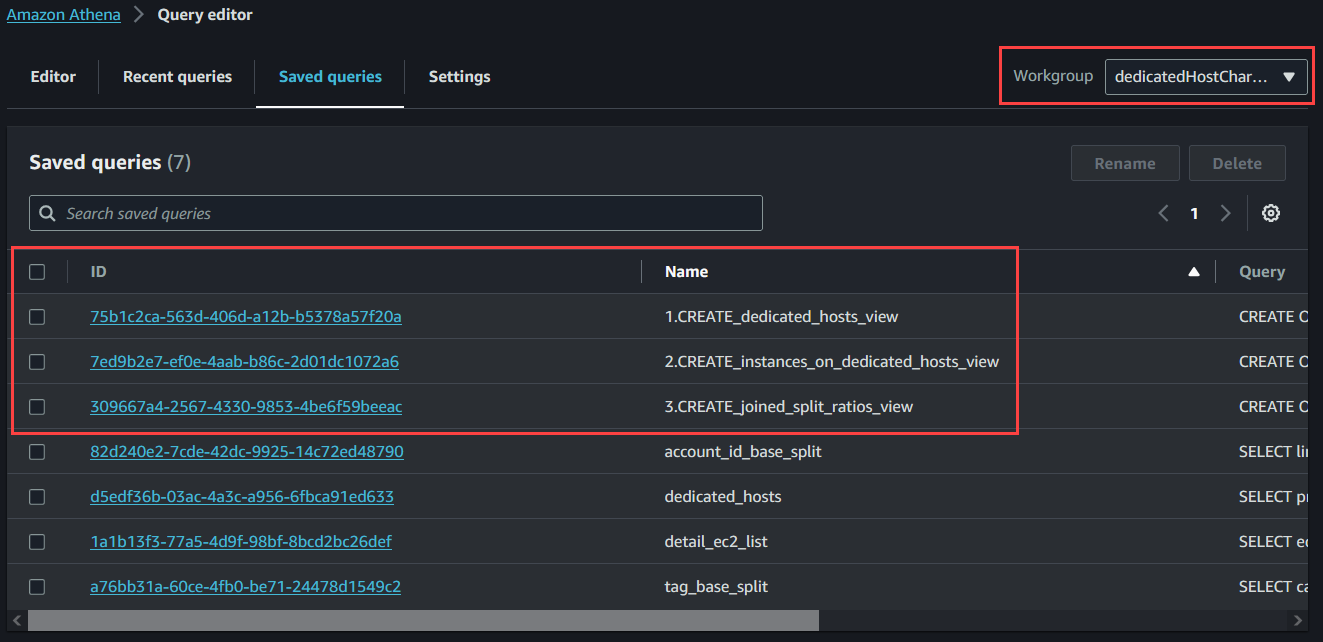 Amazon Athena > Query editor
Editor Recent queries Saved queries Settings Workgroup dedicatedHostChar...
Saved queries (7) Rename Delete
Search saved queries 1
ID Name Query
75b1c2ca-563d-406d-a12b-b5378a57f20a 1.CREATE_dedicated_hosts_view CREATE O
7ed9b2e7-ef0e-4aab-b86c-2d01dc1072a6 2.CREATE_instances_on_dedicated_hosts_view CREATE O
309667a4-2567-4330-9853-4be6f59beeac 3.CREATE_joined_split_ratios_view CREATE O
82d240e2-7cde-42dc-9925-14c72ed48790 account_id_base_split SELECT li
d5edf36b-03ac-4a3c-a956-6fbca91ed633 dedicated_hosts SELECT p
1a1b13f3-77a5-4d9f-98bf-8bcd2bc26def detail_ec2_list SELECT e
a76bb31a-60ce-4fb0-be71-24478d1549c2 tag_base_split SELECT ca